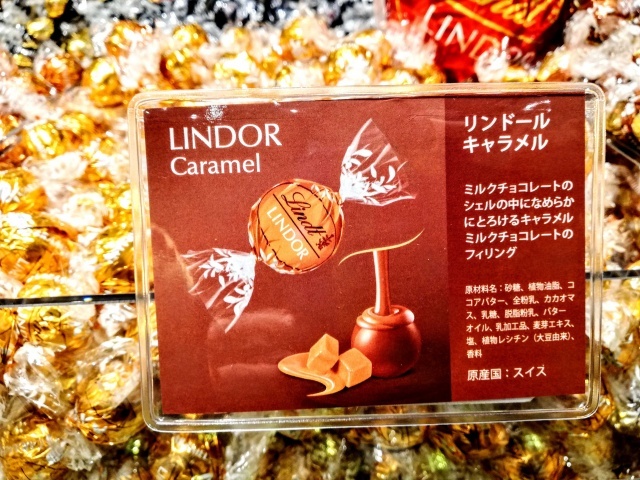 Lindt
LINDOR
LINDOR
Caramel
Lindt
LINDOR
リンドール
キャラメル
ミルクチョコレートの
シェルの中になめらか
にとろけるキャラメル
ミルクチョコレートの
フィリング
原材料名：砂糖、植物油脂、コ
コアバター、全粉乳、カカオマ
ス、乳糖、脱脂粉乳、バター
オイル、乳加工品、麦芽エキス、
塩、植物レシチン（大豆由来）、
香料
原産国：スイス